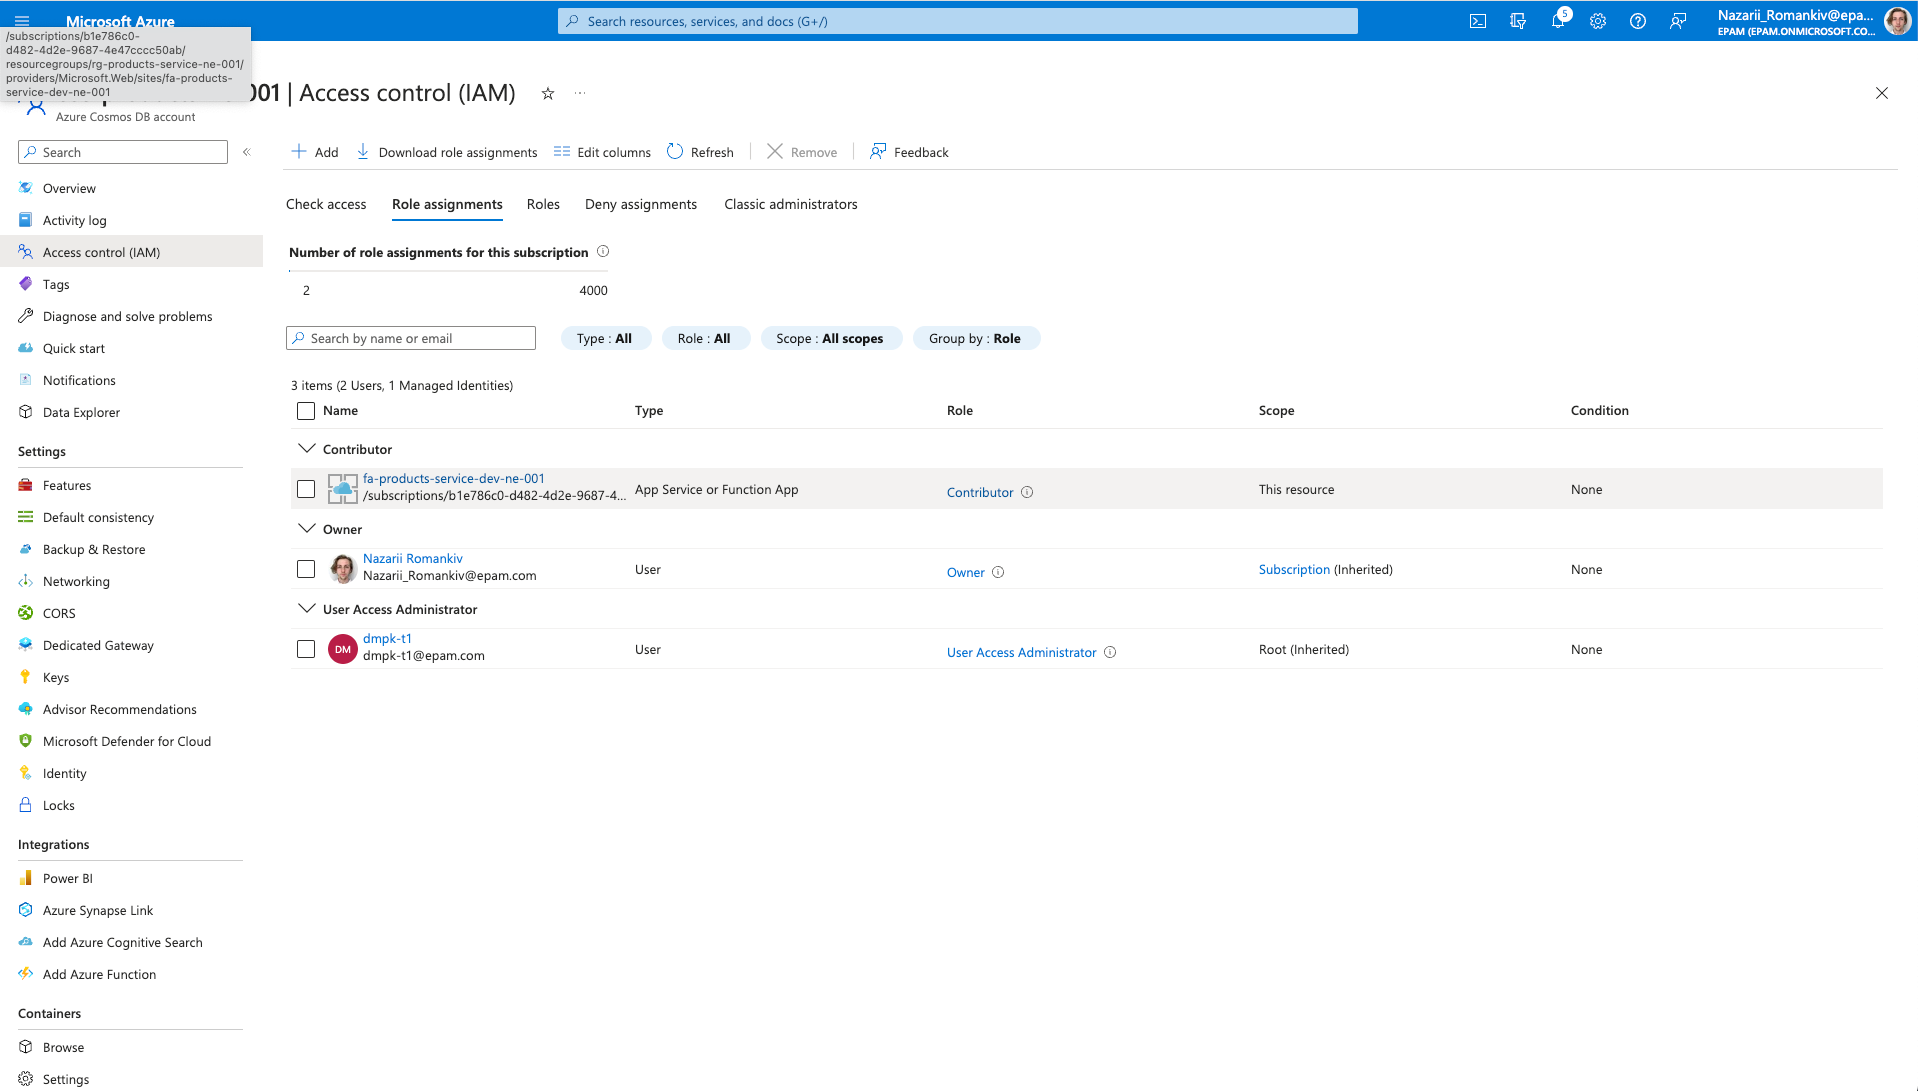 Microsoft Azure
Search resources, services, and docs (G+/)
5
Nazarii_Romankiv@epa...
EPAM (EPAM.ONMICROSOFT.CO...
/subscriptions/b1e786c0-
d482-4d2e-9687-4e47cccc50ab/
resourcegroups/rg-products-service-ne-001/
providers/Microsoft.Web/sites/fa-products-
service-dev-ne-001
001 | Access control (IAM)
Azure Cosmos DB account
Search
Overview
Activity log
Access control (IAM)
Tags
Diagnose and solve problems
Quick start
Notifications
Data Explorer
Settings
Features
Default consistency
Backup & Restore
Networking
CORS
Dedicated Gateway
Keys
Advisor Recommendations
Microsoft Defender for Cloud
Identity
Locks
Integrations
Power BI
Azure Synapse Link
Add Azure Cognitive Search
Add Azure Function
Containers
Browse
Settings
Add
Download role assignments
Edit columns
Refresh
Remove
Feedback
Check access
Role assignments
Roles
Deny assignments
Classic administrators
Number of role assignments for this subscription
2 4000
Search by name or email
Type : All
Role : All
Scope : All scopes
Group by : Role
3 items (2 Users, 1 Managed Identities)
Name Type Role Scope Condition
Contributor
fa-products-service-dev-ne-001
/subscriptions/b1e786c0-d482-4d2e-9687-4...
App Service or Function App Contributor This resource None
Owner
Nazarii Romankiv
Nazarii_Romankiv@epam.com
User Owner Subscription (Inherited) None
User Access Administrator
DM
dmpk-t1
dmpk-t1@epam.com
User User Access Administrator Root (Inherited) None